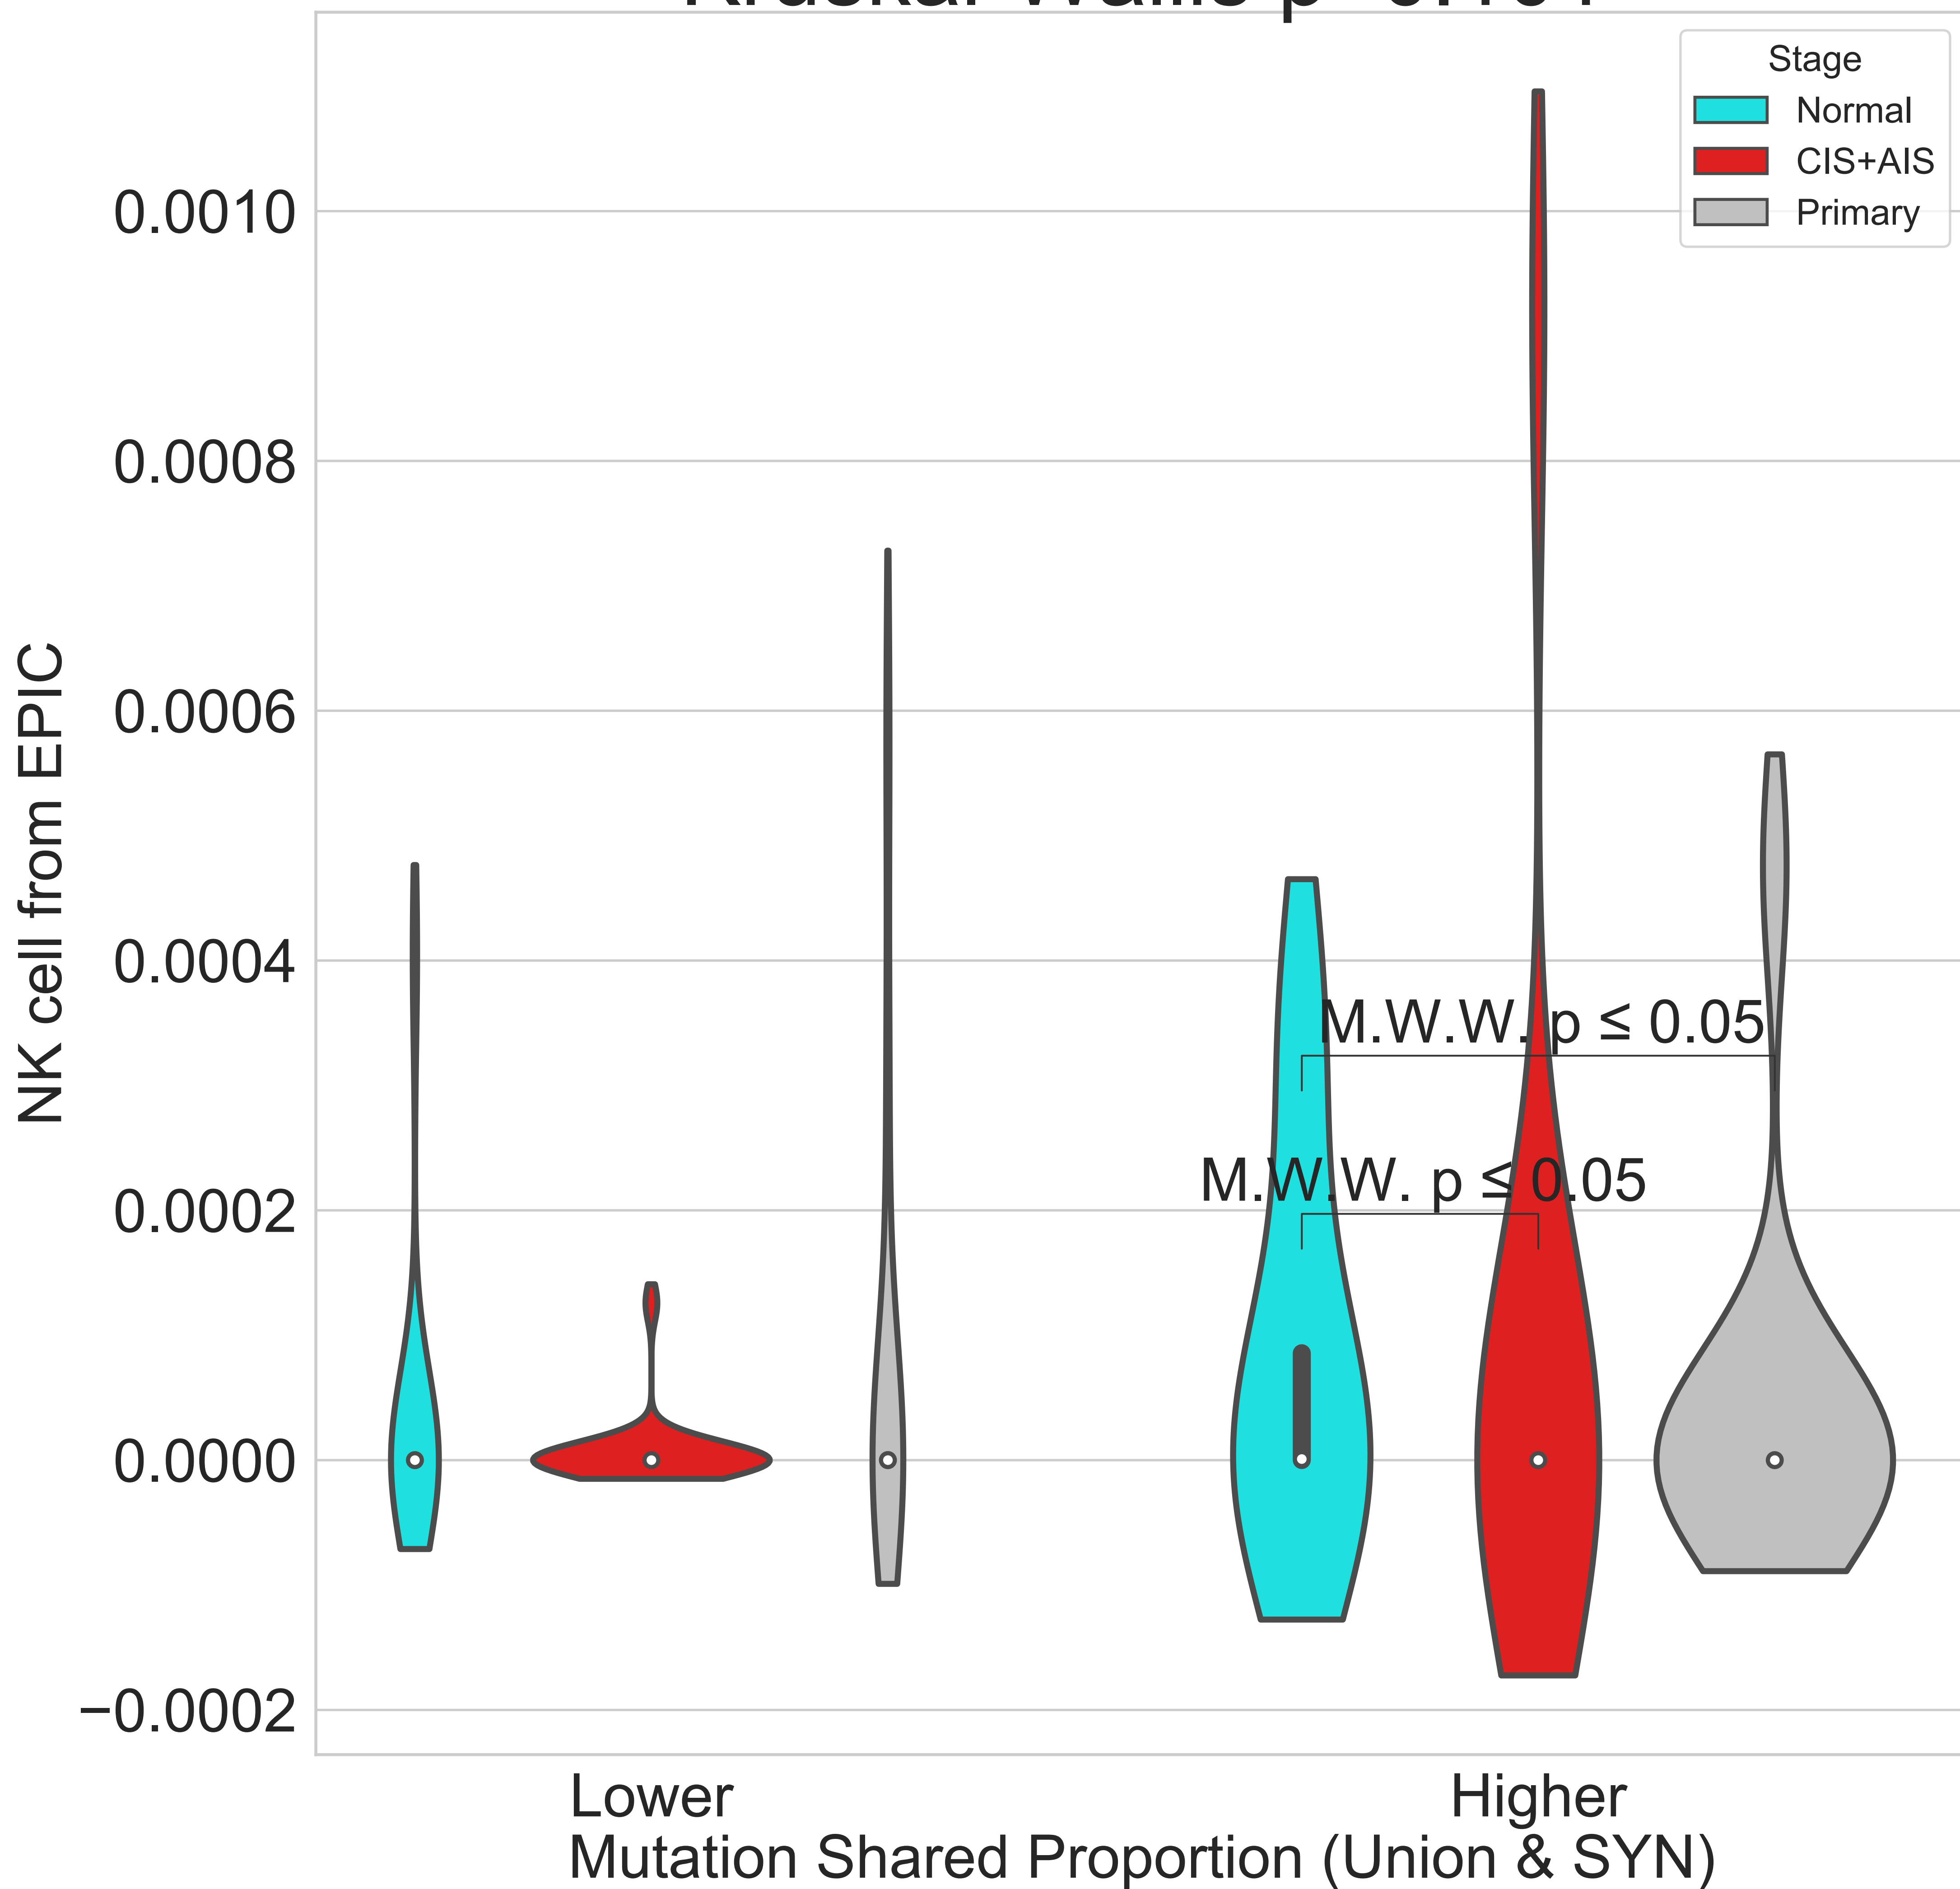 Stage
Normal
CIS+AIS
Primary
0.0010
0.0008
0.0006
0.0004
0.0002
0.0000
−0.0002
NK cell from EPIC
M.W.W. p ≤ 0.05
M.W.W. p ≤ 0.05
Lower
Higher
Mutation Shared Proportion (Union & SYN)